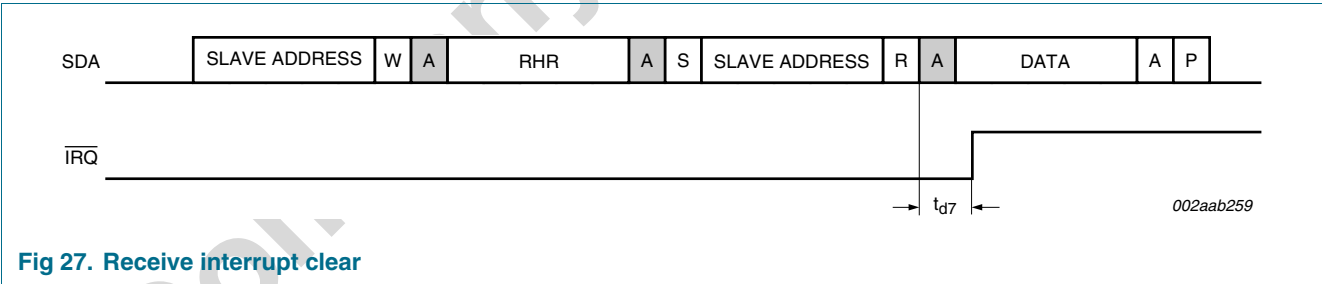 SDA SLAVE ADDRESS W A RHR A S SLAVE ADDRESS R A DATA A P
IRQ
td7
002aab259
Fig 27. Receive interrupt clear